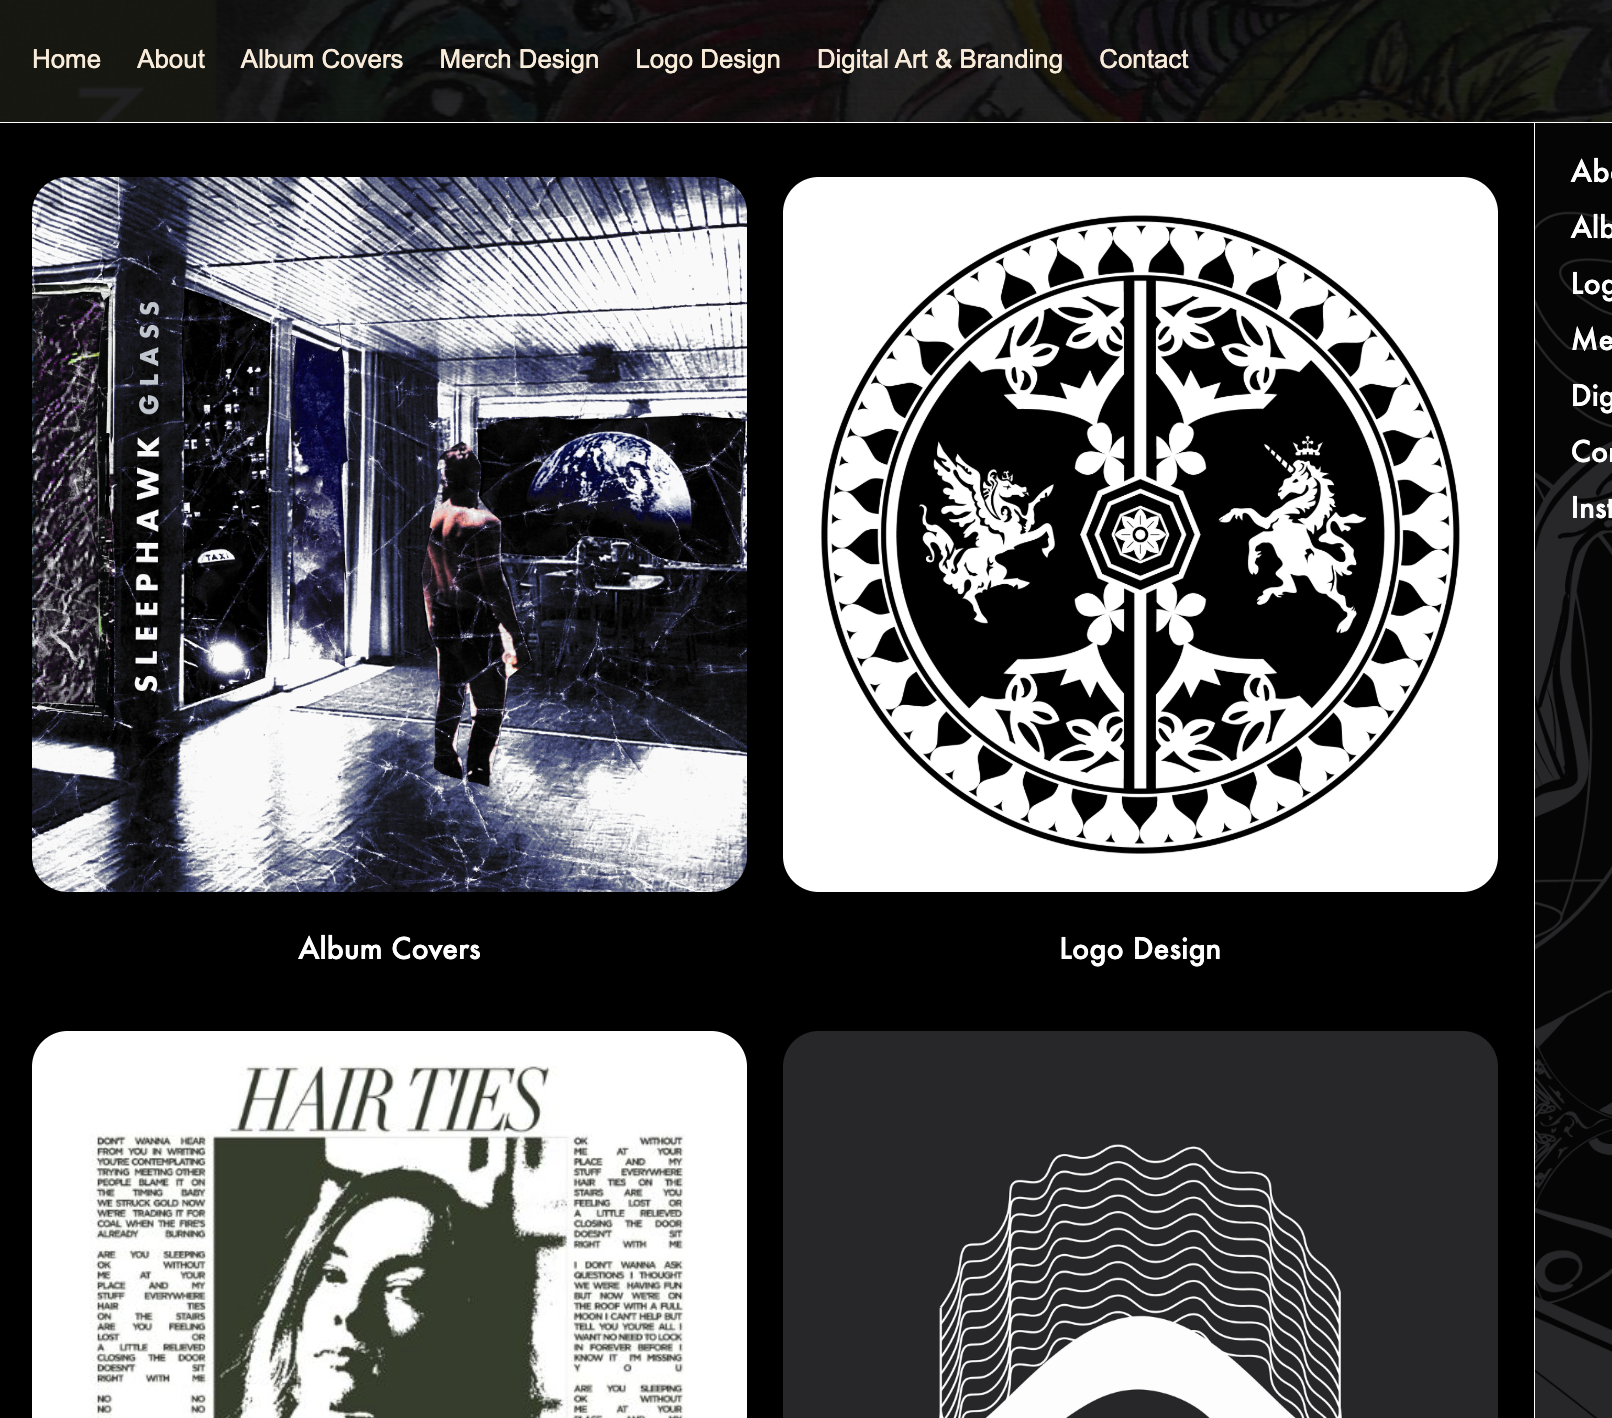 Home About Album Covers Merch Design Logo Design Digital Art & Branding Contact
SLEEPHAWK GLASS
TAXI
Album Covers
Logo Design
HAIR TIES
DON'T WANNA HEAR
FROM YOU IN WRITING
YOU'RE CONTEMPLATING
TRYING MEETING OTHER
PEOPLE BLAME IT ON
THE TIMING BABY
WE STRUCK GOLD NOW
WE'RE TRADING IT FOR
COAL WHEN THE FIRE'S
ALREADY BURNING
ARE YOU SLEEPING
OK WITHOUT
ME AT YOUR
PLACE AND MY
STUFF EVERYWHERE
HAIR TIES
ON THE STAIRS
ARE YOU FEELING
LOST OR
A LITTLE RELIEVED
CLOSING THE DOOR
DOESN'T SIT
RIGHT WITH ME
NO NO
NO NO
OK WITHOUT
ME AT YOUR
PLACE AND MY
STUFF EVERYWHERE
HAIR TIES ON THE
STAIRS ARE YOU
FEELING LOST OR
A LITTLE RELIEVED
CLOSING THE DOOR
DOESN'T SIT
RIGHT WITH ME
I DON'T WANNA ASK
QUESTIONS I THOUGHT
WE WERE HAVING FUN
BUT NOW WE'RE ON
THE ROOF WITH A FULL
MOON I CAN'T HELP BUT
TELL YOU YOU'RE ALL I
WANT NO NEED TO LOCK
IN FOREVER BEFORE I
KNOW IT I'M MISSING
Y O U
ARE YOU SLEEPING
OK WITHOUT
ME AT YOUR
Ab
Alb
Log
Me
Dig
Co
Inst